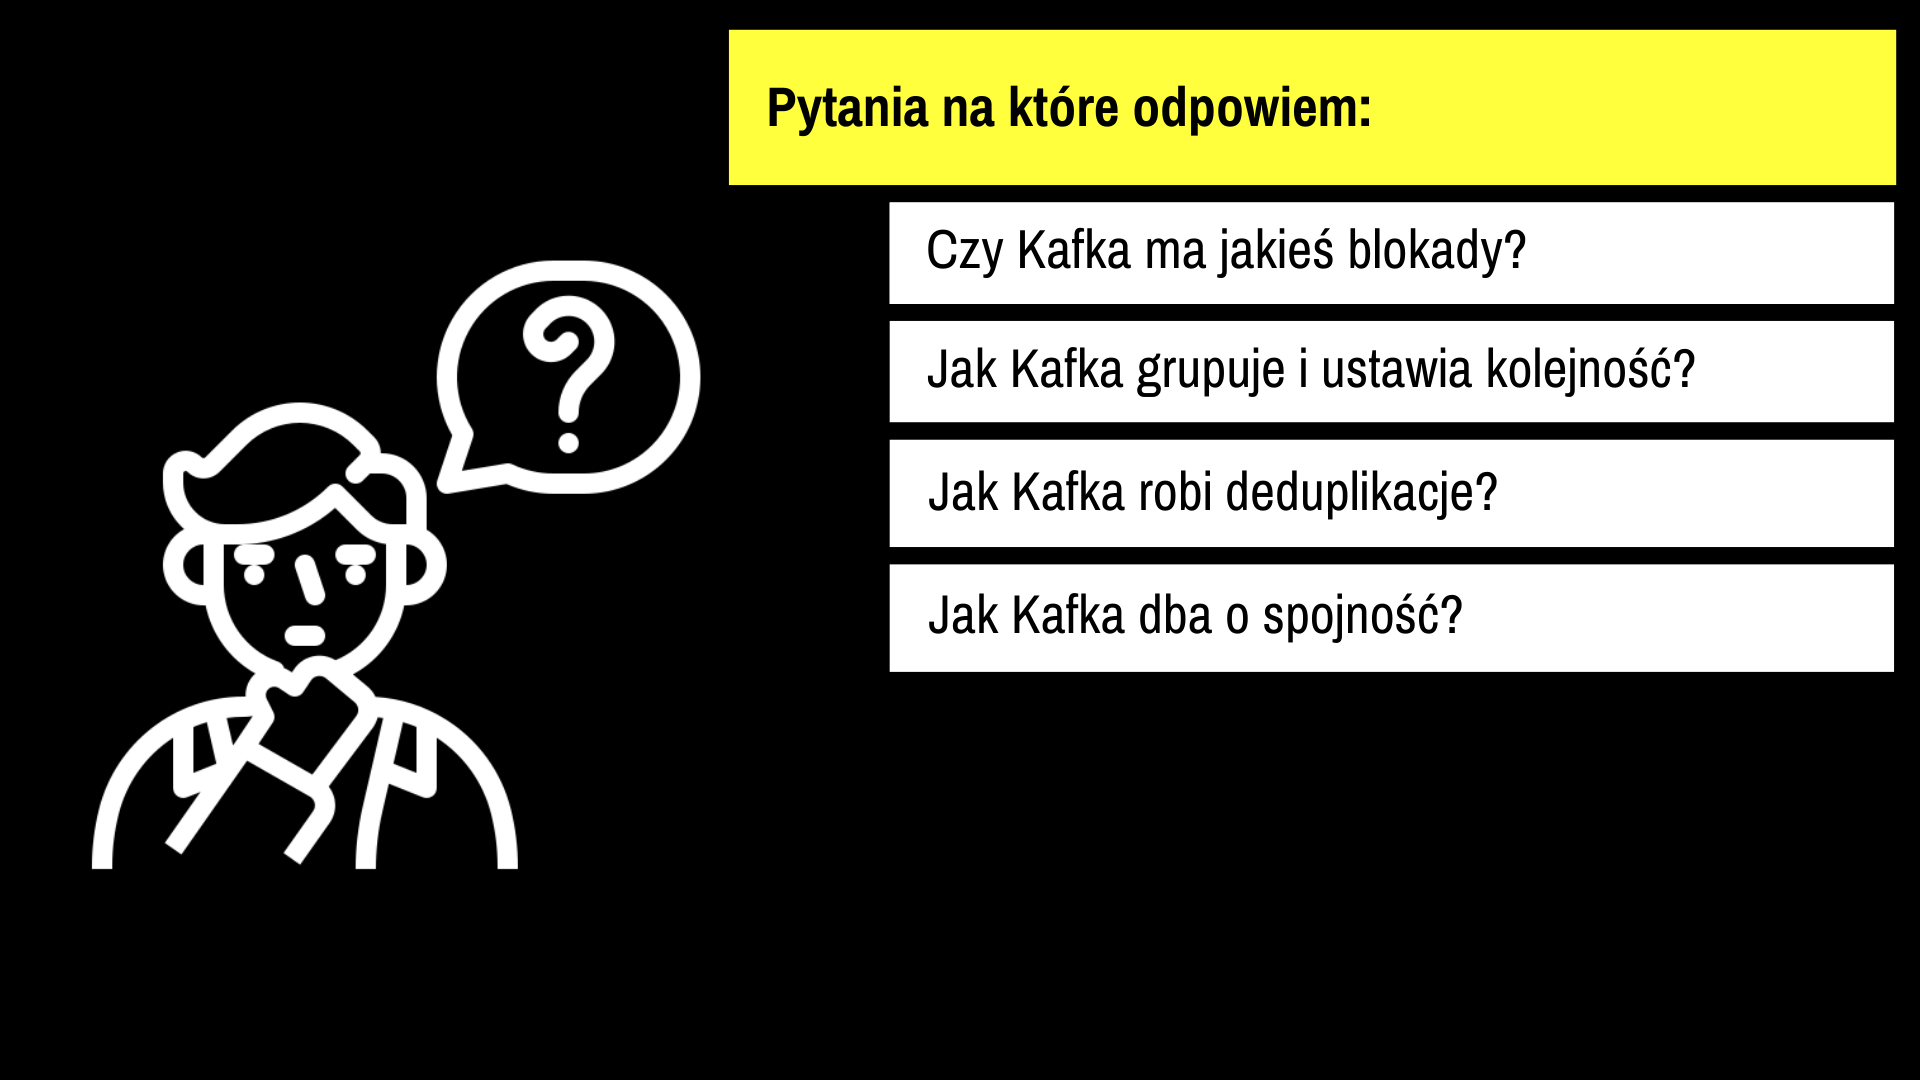 Pytania na które odpowiem:
Czy Kafka ma jakieś blokady?
Jak Kafka grupuje i ustawia kolejność?
Jak Kafka robi deduplikacje?
Jak Kafka dba o spojność?
?